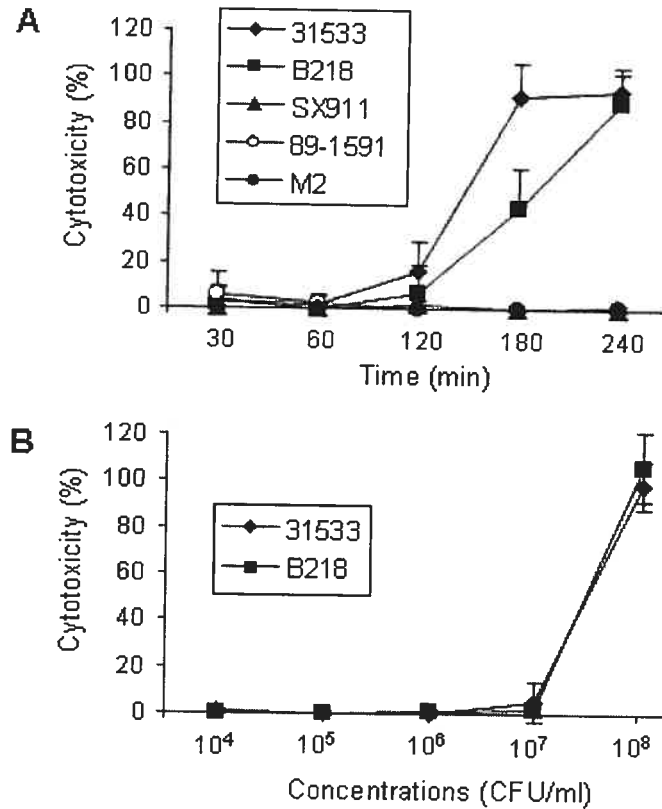 A
120
100
80
60
40
20
0
Cytotoxicity (%)
31533
B218
SX911
89-1591
M2
30 60 120 180 240
Time (min)
B
120
100
80
60
40
20
0
Cytotoxicity (%)
31533
B218
10⁴ 10⁵ 10⁶ 10⁷ 10⁸
Concentrations (CFU/ml)